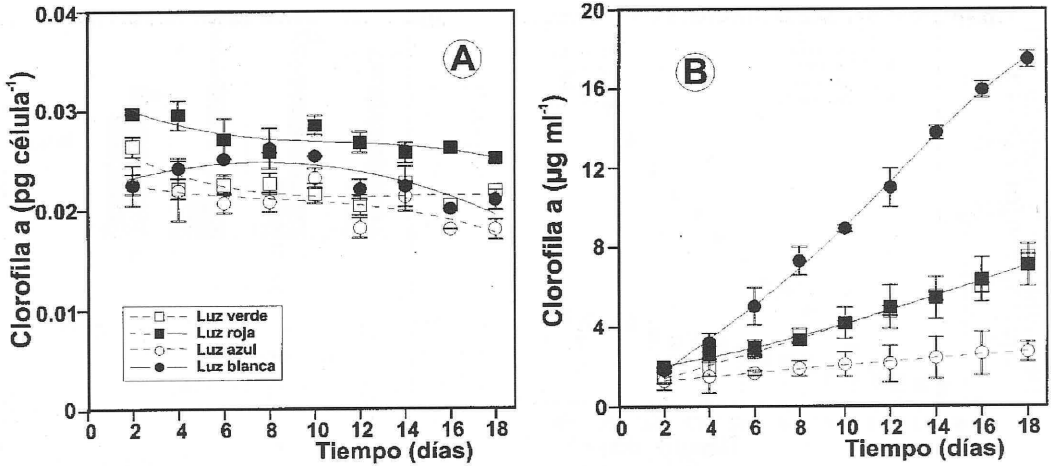 A
Clorofila a (pg célula⁻¹)
0.04
0.03
0.02
0.01
0
Luz verde
Luz roja
Luz azul
Luz blanca
0 2 4 6 8 10 12 14 16 18
Tiempo (días)
B
Clorofila a (µg ml⁻¹)
20
16
12
8
4
0
0 2 4 6 8 10 12 14 16 18
Tiempo (días)